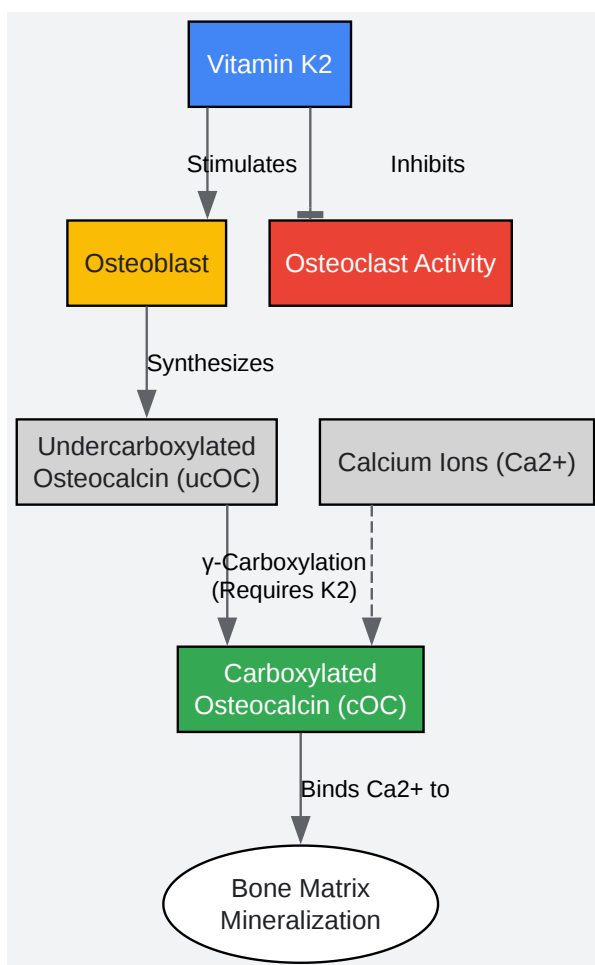 Vitamin K2
Stimulates
Inhibits
Osteoblast
Osteoclast Activity
Synthesizes
Undercarboxylated
Osteocalcin (ucOC)
Calcium Ions (Ca2+)
γ-Carboxylation
(Requires K2)
Carboxylated
Osteocalcin (cOC)
Binds Ca2+ to
Bone Matrix
Mineralization